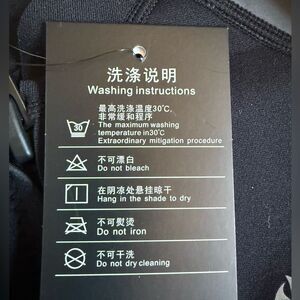 洗涤说明
Washing instructions
最高洗涤温度30℃,
非常缓和程序
30
The maximum washing
temperature in30℃
Extraordinary mitigation procedure
不可漂白
Do not bleach
在阴凉处悬挂晾干
Hang in the shade to dry
不可熨烫
Do not iron
不可干洗
Do not dry cleaning